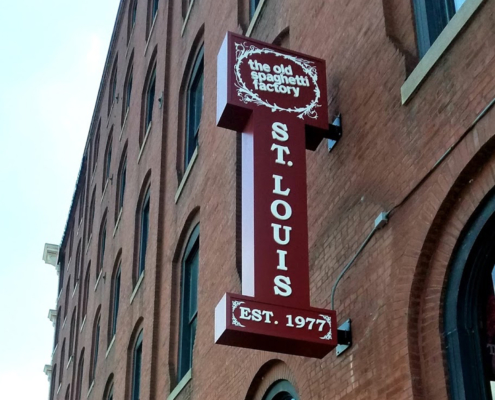 the old
spaghetti
factory
ST. LOUIS
EST. 1977